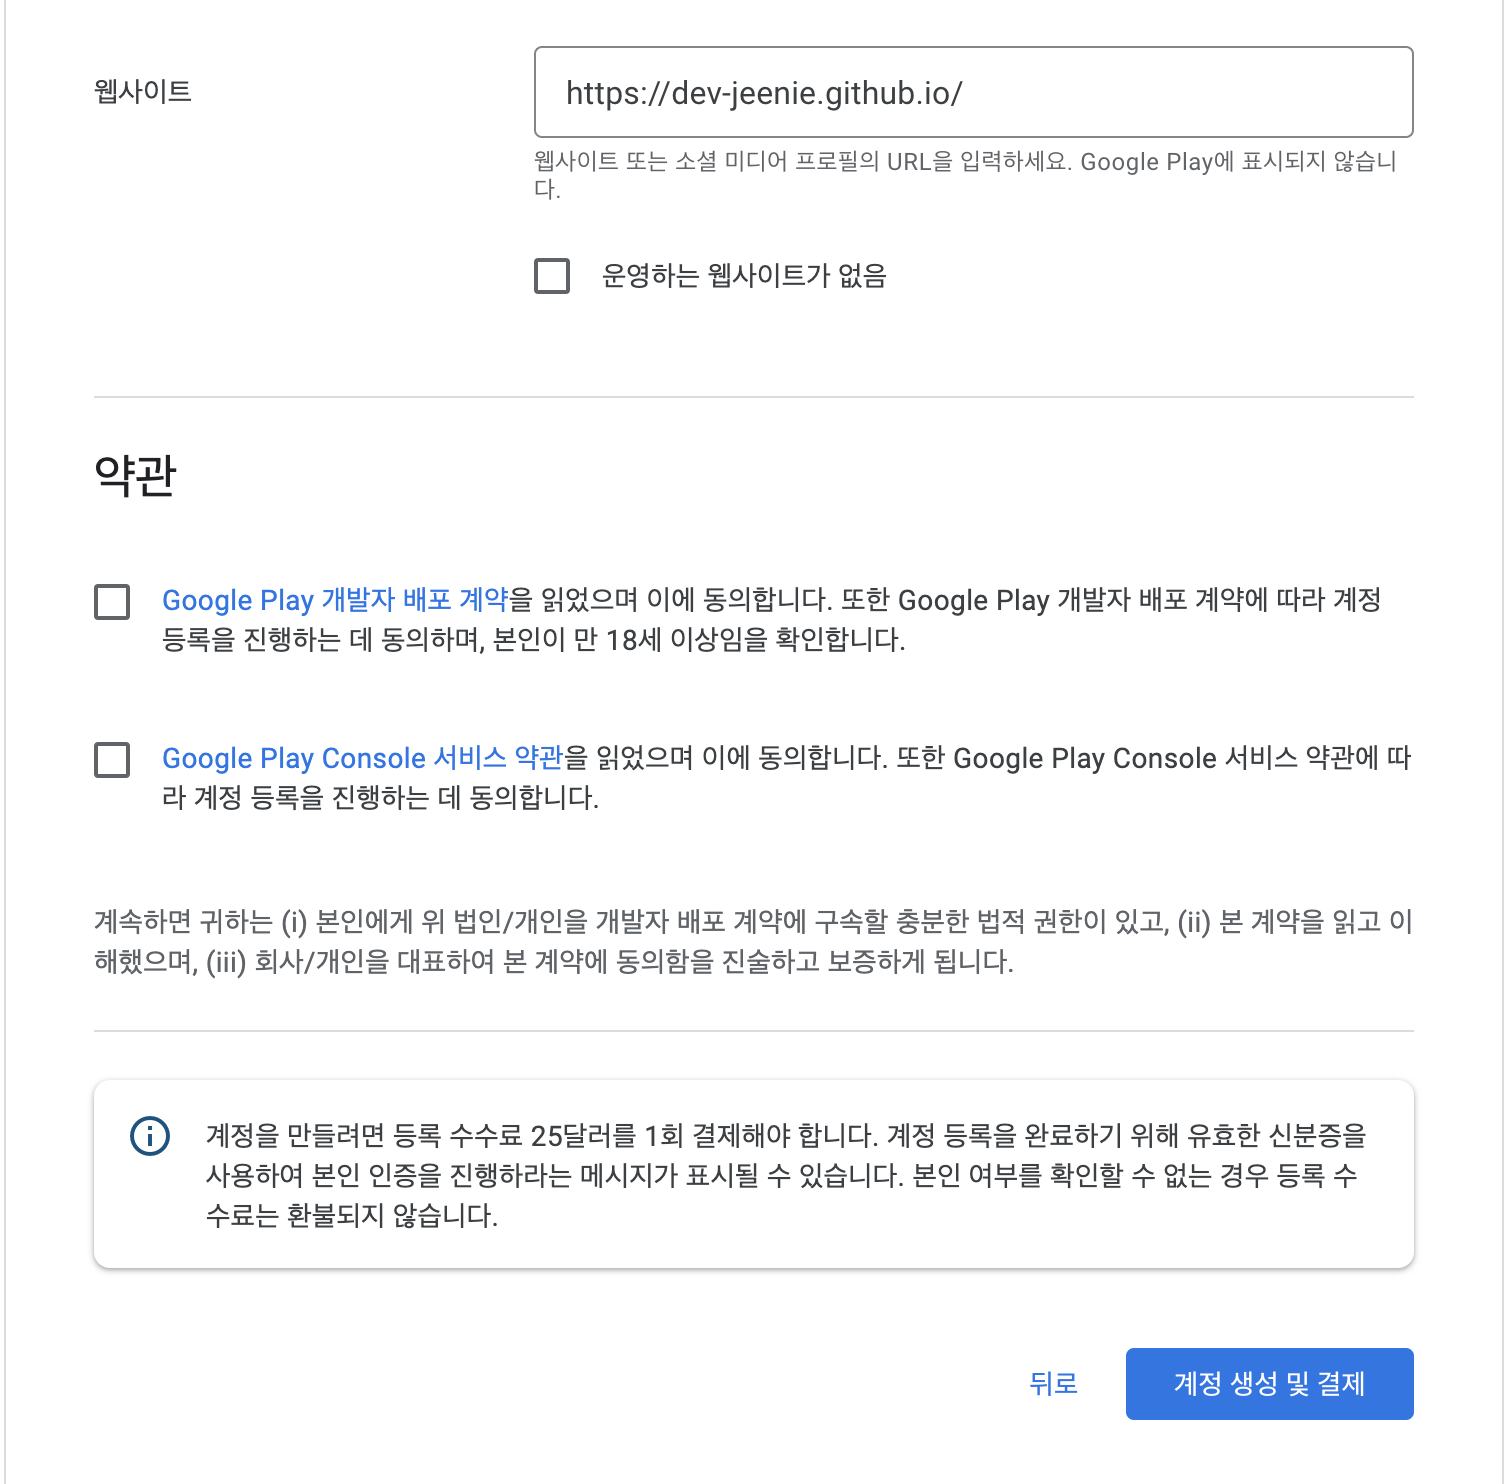 웹사이트
https://dev-jeenie.github.io/
웹사이트 또는 소셜 미디어 프로필의 URL을 입력하세요. Google Play에 표시되지 않습니
다.
운영하는 웹사이트가 없음
약관
Google Play 개발자 배포 계약을 읽었으며 이에 동의합니다. 또한 Google Play 개발자 배포 계약에 따라 계정
등록을 진행하는 데 동의하며, 본인이 만 18세 이상임을 확인합니다.
Google Play Console 서비스 약관을 읽었으며 이에 동의합니다. 또한 Google Play Console 서비스 약관에 따
라 계정 등록을 진행하는 데 동의합니다.
계속하면 귀하는 (i) 본인에게 위 법인/개인을 개발자 배포 계약에 구속할 충분한 법적 권한이 있고, (ii) 본 계약을 읽고 이
해했으며, (iii) 회사/개인을 대표하여 본 계약에 동의함을 진술하고 보증하게 됩니다.
계정을 만들려면 등록 수수료 25달러를 1회 결제해야 합니다. 계정 등록을 완료하기 위해 유효한 신분증을
사용하여 본인 인증을 진행하라는 메시지가 표시될 수 있습니다. 본인 여부를 확인할 수 없는 경우 등록 수
수료는 환불되지 않습니다.
뒤로
계정 생성 및 결제